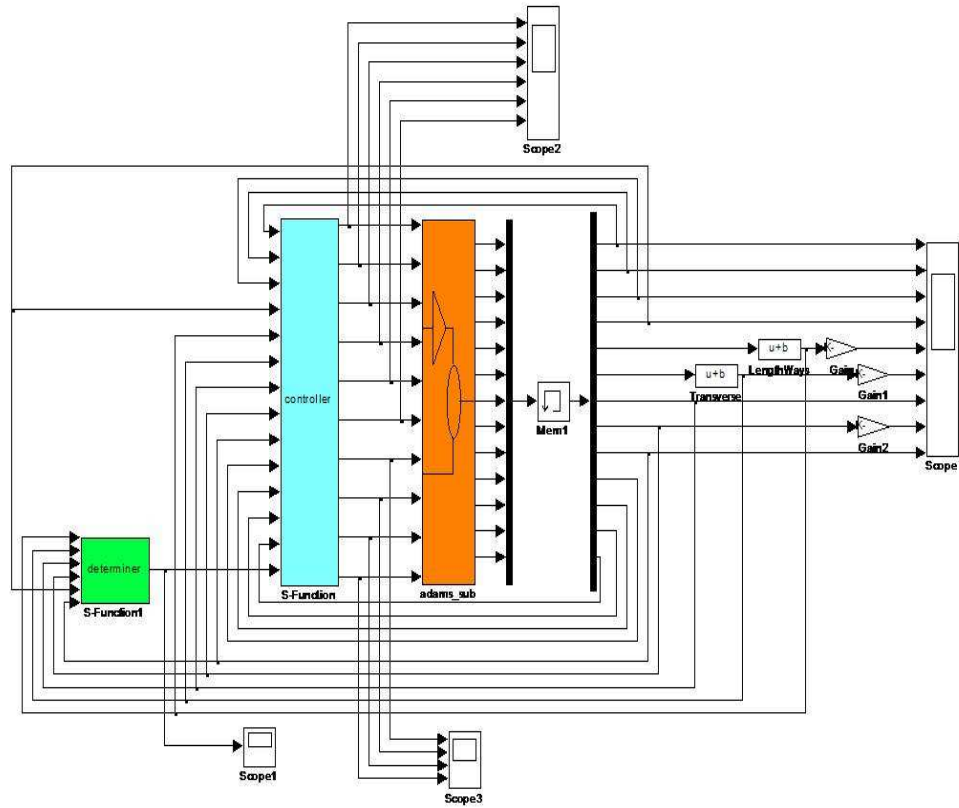 Scope2
controller
S-Function
adams_sub
Mem1
u+b
LengthWays
Gain
u+b
Transverse
Gain1
Gain2
Scope
determiner
S-Function1
Scope1
Scope3